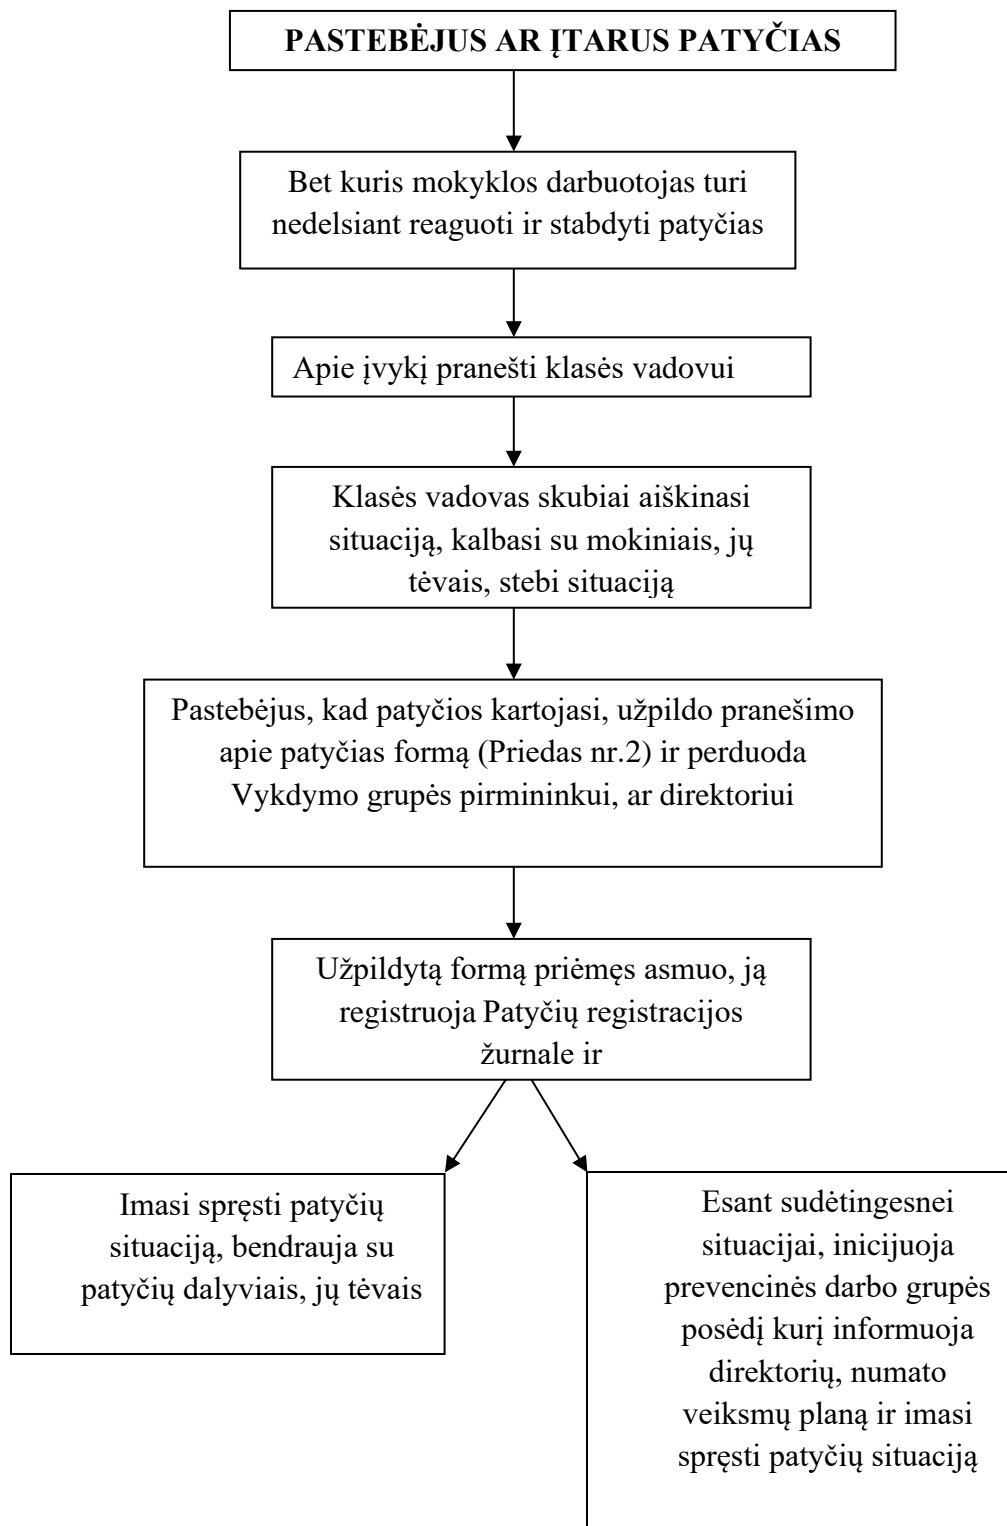 PASTEBĖJUS AR ĮTARUS PATYČIAS
Bet kuris mokyklos darbuotojas turi
nedelsiant reaguoti ir stabdyti patyčias
Apie įvykį pranešti klasės vadovui
Klasės vadovas skubiai aiškinasi
situaciją, kalbasi su mokiniais, jų
tėvais, stebi situaciją
Pastebėjus, kad patyčios kartojasi, užpildo pranešimo
apie patyčias formą (Priedas nr.2) ir perduoda
Vykdymo grupės pirmininkui, ar direktoriui
Užpildytą formą priėmęs asmuo, ją
registruoja Patyčių registracijos
žurnale ir
Imasi spręsti patyčių
situaciją, bendrauja su
patyčių dalyviais, jų tėvais
Esant sudėtingesnei
situacijai, inicijuoja
prevencinės darbo grupės
posėdį kurį informuoja
direktorių, numato
veiksmų planą ir imasi
spręsti patyčių situaciją